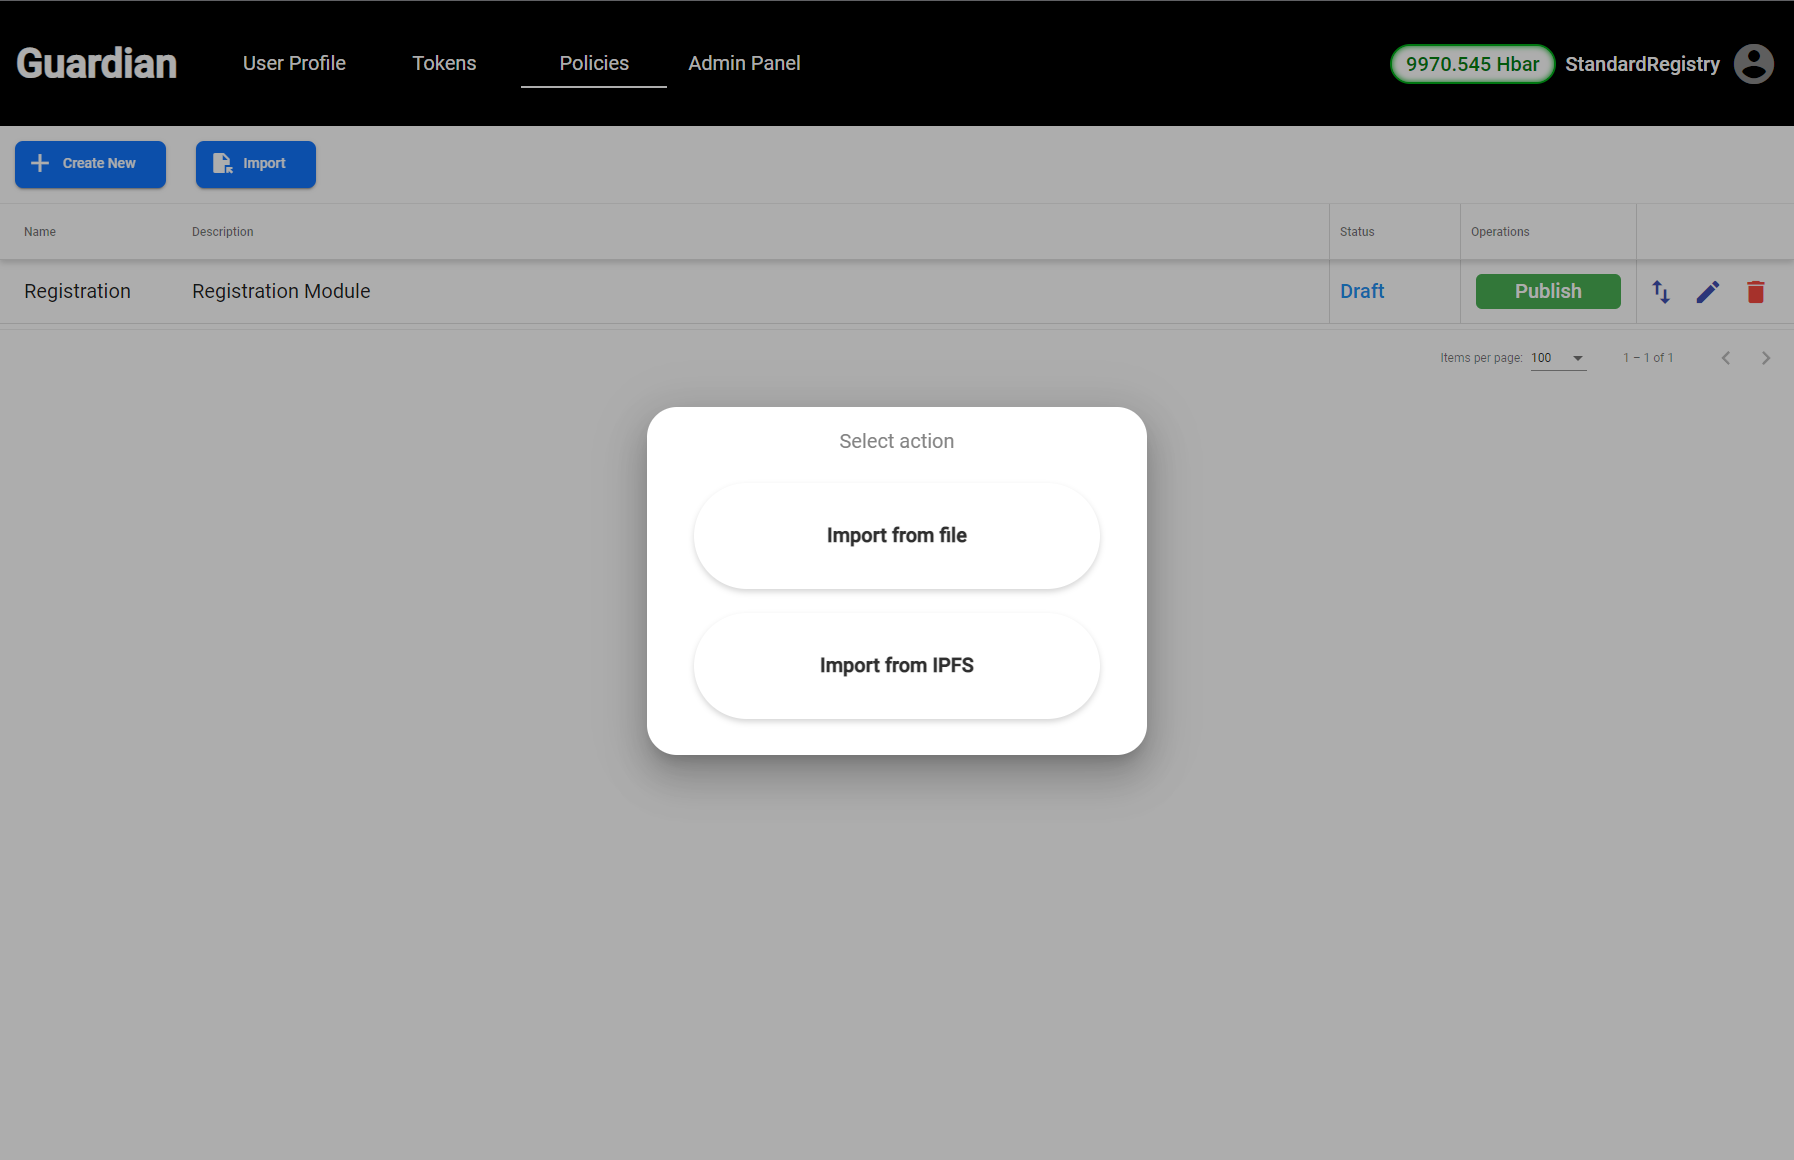 Guardian
User Profile
Tokens
Policies
Admin Panel
9970.545 Hbar
StandardRegistry
Create New
Import
Name
Description
Status
Operations
Registration
Registration Module
Draft
Publish
Items per page:
100
1 – 1 of 1
Select action
Import from file
Import from IPFS